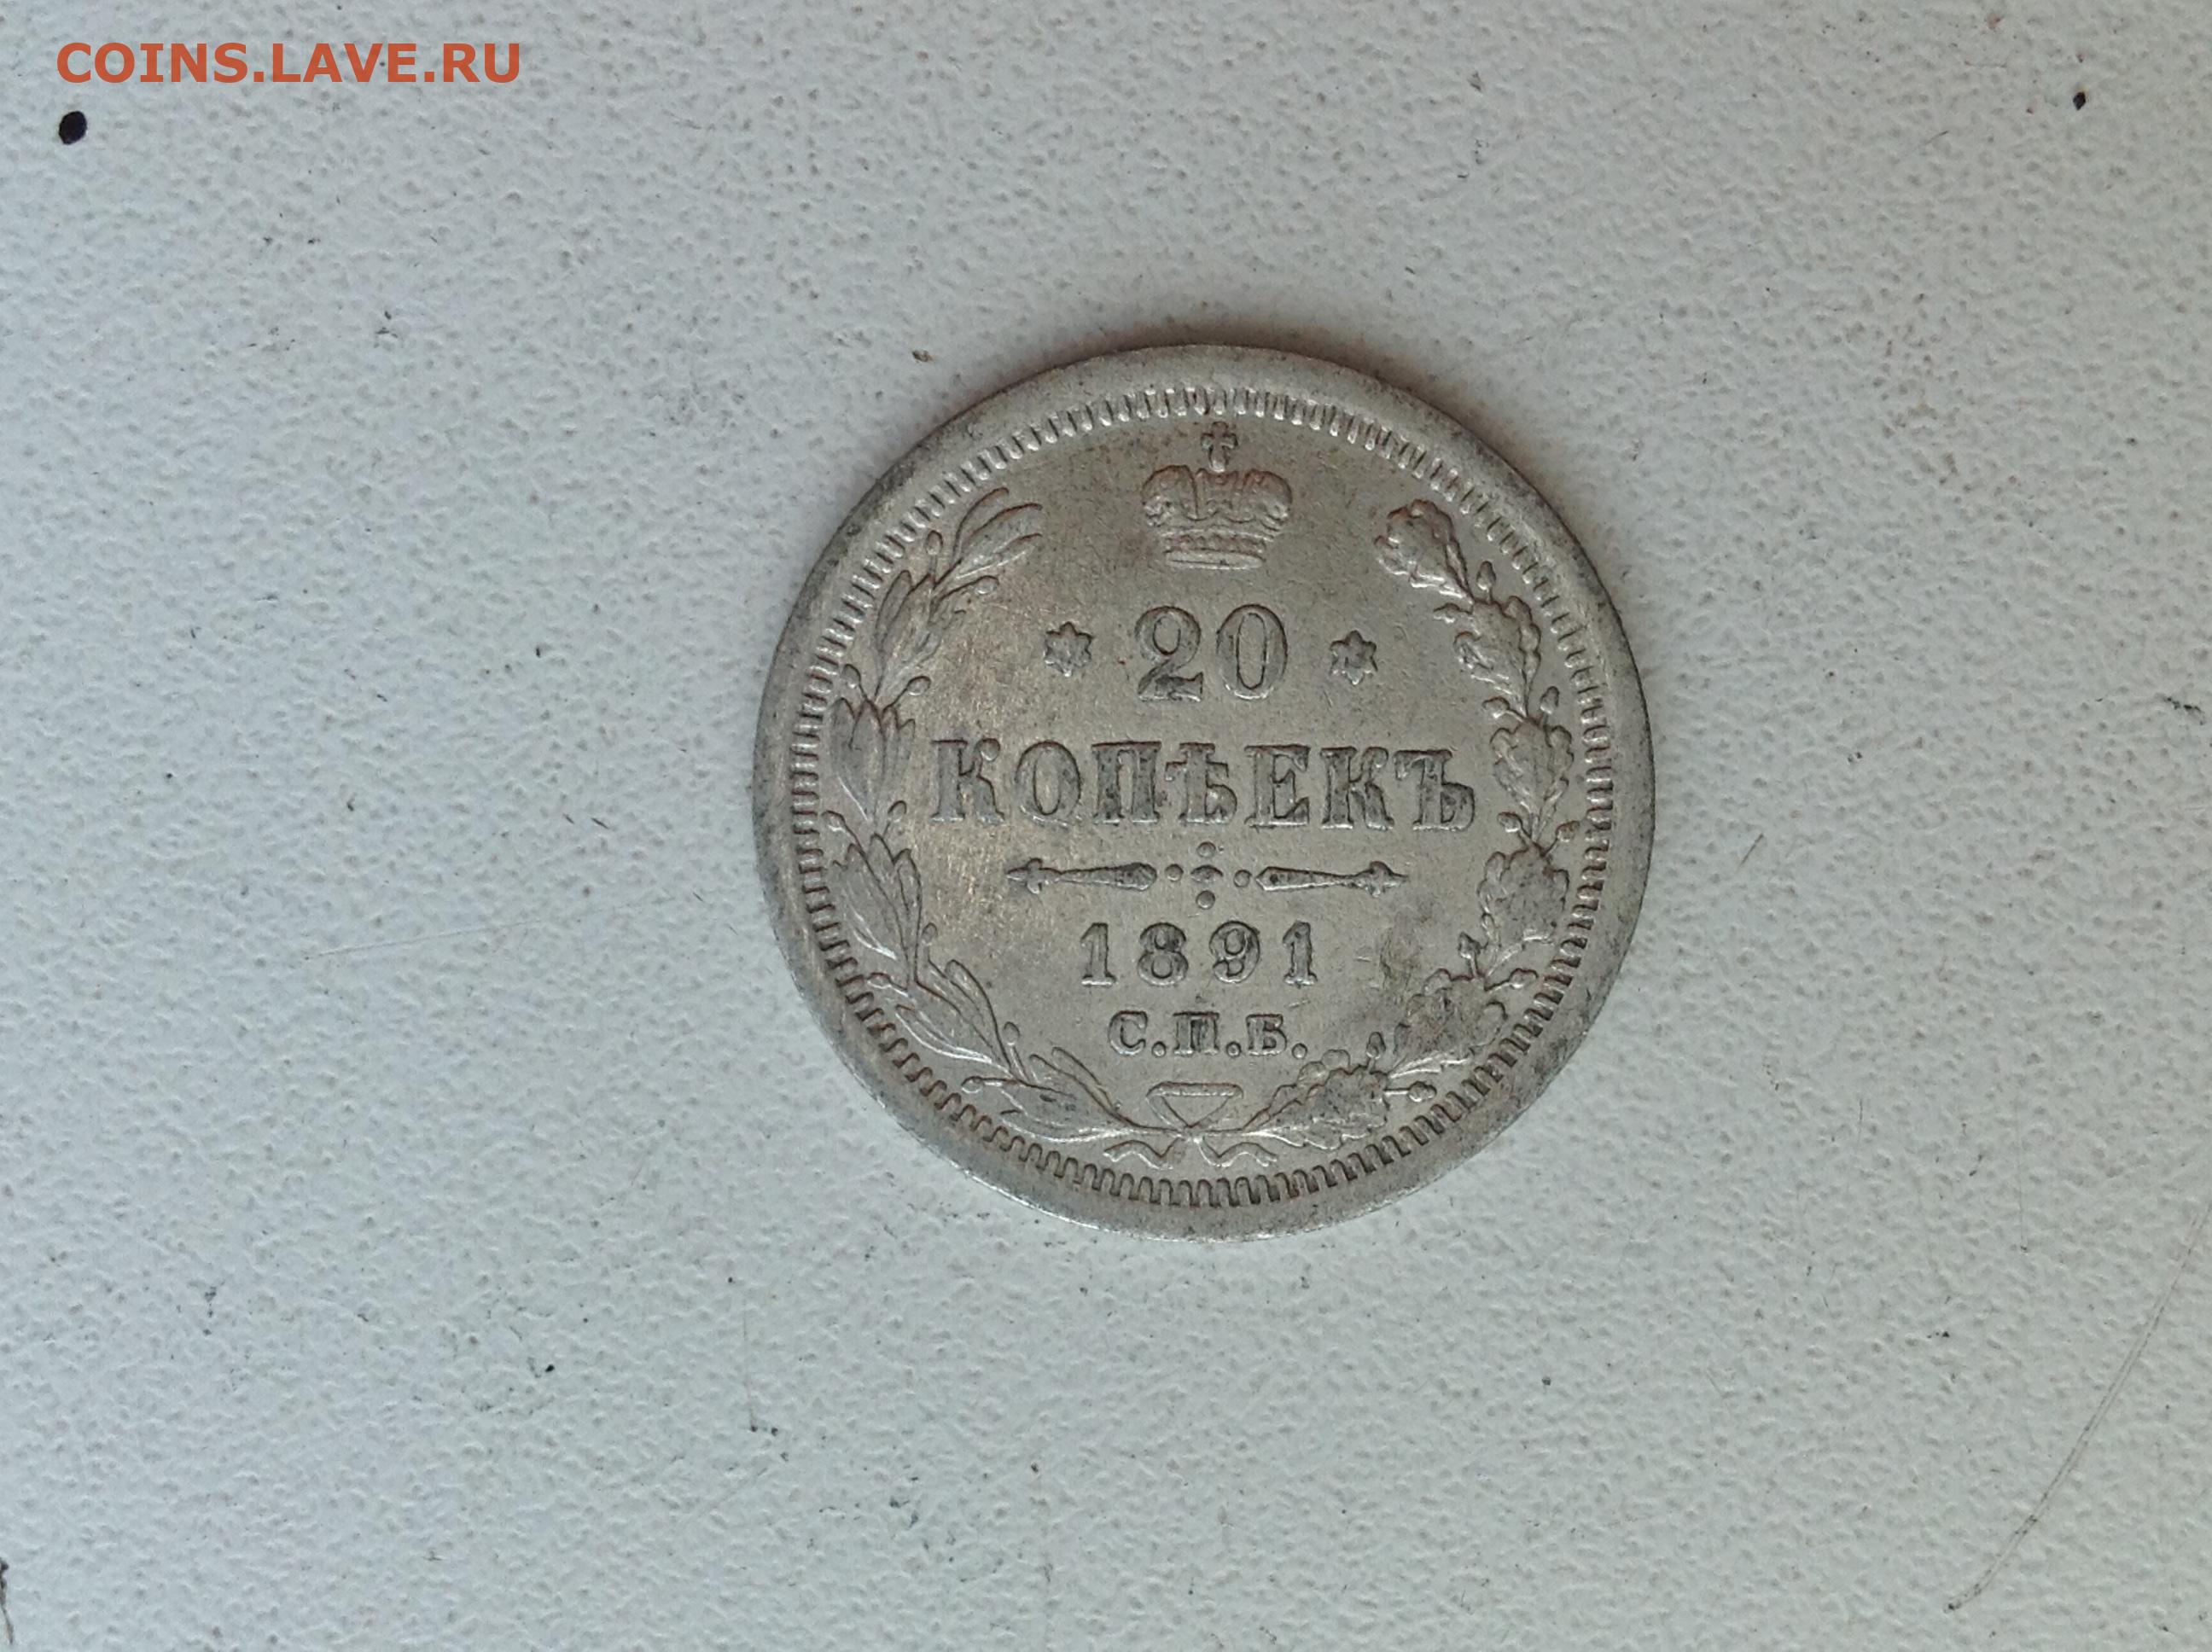 COINS.LAVE.RU
* 20 *
КОПѢЕКЪ
1891
С.П.Б.